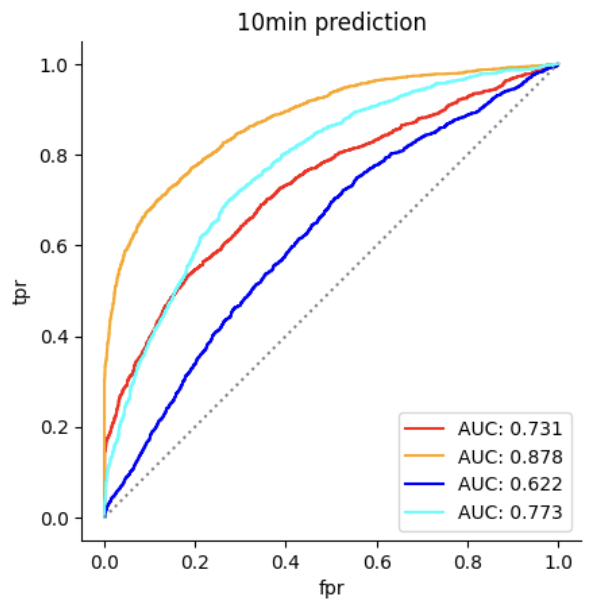 10min prediction
1.0
0.8
0.6
0.4
0.2
0.0
tpr
AUC: 0.731
AUC: 0.878
AUC: 0.622
AUC: 0.773
0.0 0.2 0.4 0.6 0.8 1.0
fpr